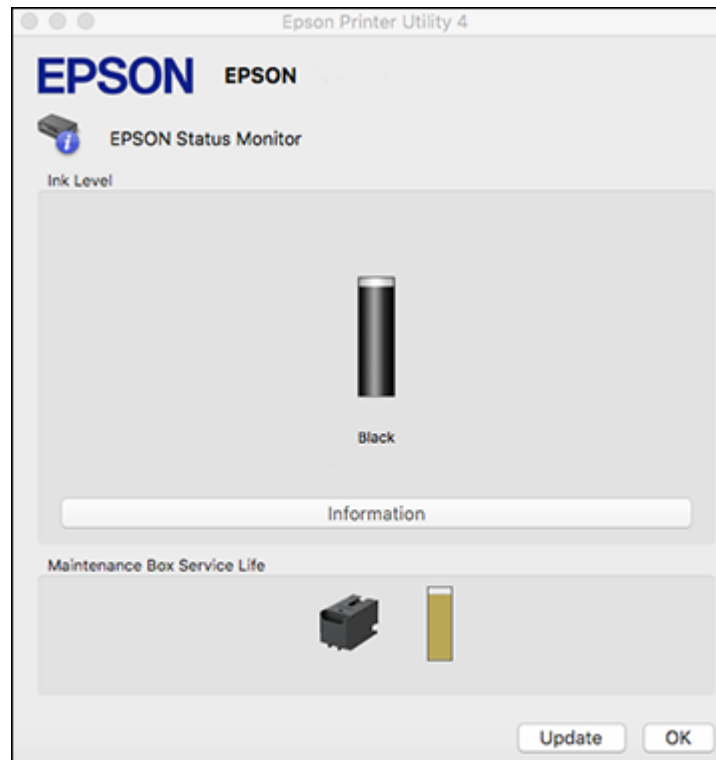 Epson Printer Utility 4
EPSON EPSON
EPSON Status Monitor
Ink Level
Black
Information
Maintenance Box Service Life
Update OK